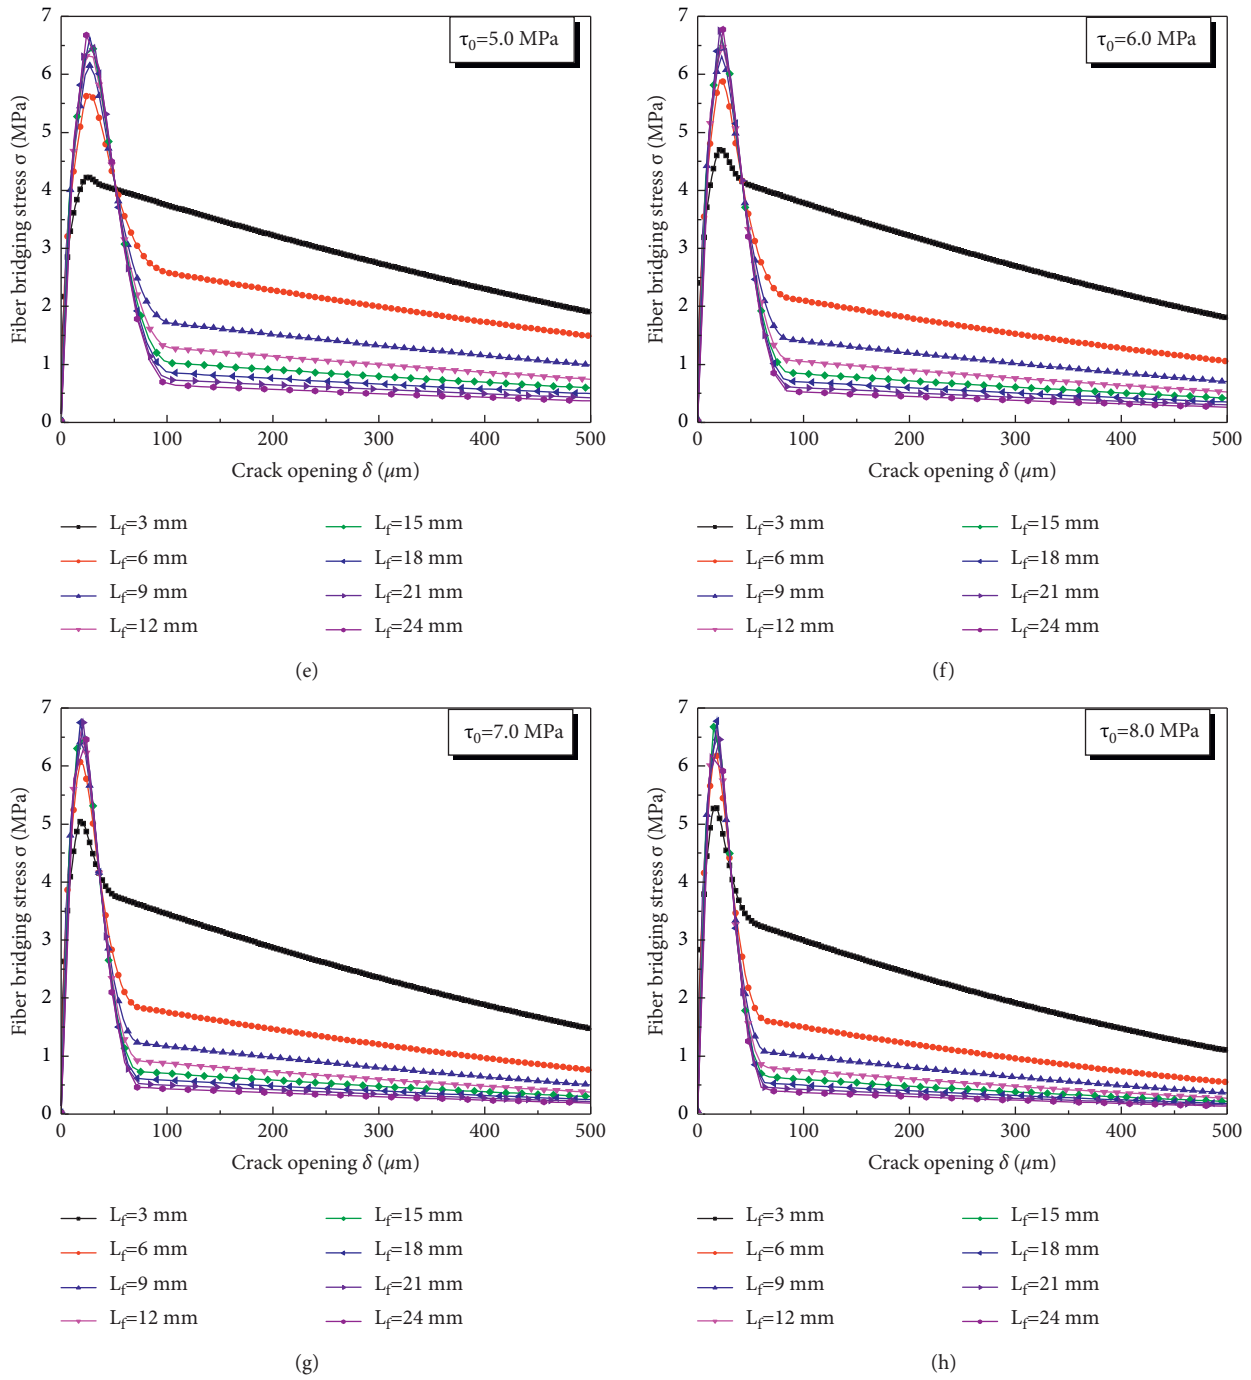 7
6
5
4
3
2
1
0
Fiber bridging stress σ (MPa)
τ0=5.0 MPa
0 100 200 300 400 500
Crack opening δ (μm)
Lf=3 mm Lf=15 mm
Lf=6 mm Lf=18 mm
Lf=9 mm Lf=21 mm
Lf=12 mm Lf=24 mm
(e)
7
6
5
4
3
2
1
0
Fiber bridging stress σ (MPa)
τ0=6.0 MPa
0 100 200 300 400 500
Crack opening δ (μm)
Lf=3 mm Lf=15 mm
Lf=6 mm Lf=18 mm
Lf=9 mm Lf=21 mm
Lf=12 mm Lf=24 mm
(f)
7
6
5
4
3
2
1
0
Fiber bridging stress σ (MPa)
τ0=7.0 MPa
0 100 200 300 400 500
Crack opening δ (μm)
Lf=3 mm Lf=15 mm
Lf=6 mm Lf=18 mm
Lf=9 mm Lf=21 mm
Lf=12 mm Lf=24 mm
(g)
7
6
5
4
3
2
1
0
Fiber bridging stress σ (MPa)
τ0=8.0 MPa
0 100 200 300 400 500
Crack opening δ (μm)
Lf=3 mm Lf=15 mm
Lf=6 mm Lf=18 mm
Lf=9 mm Lf=21 mm
Lf=12 mm Lf=24 mm
(h)